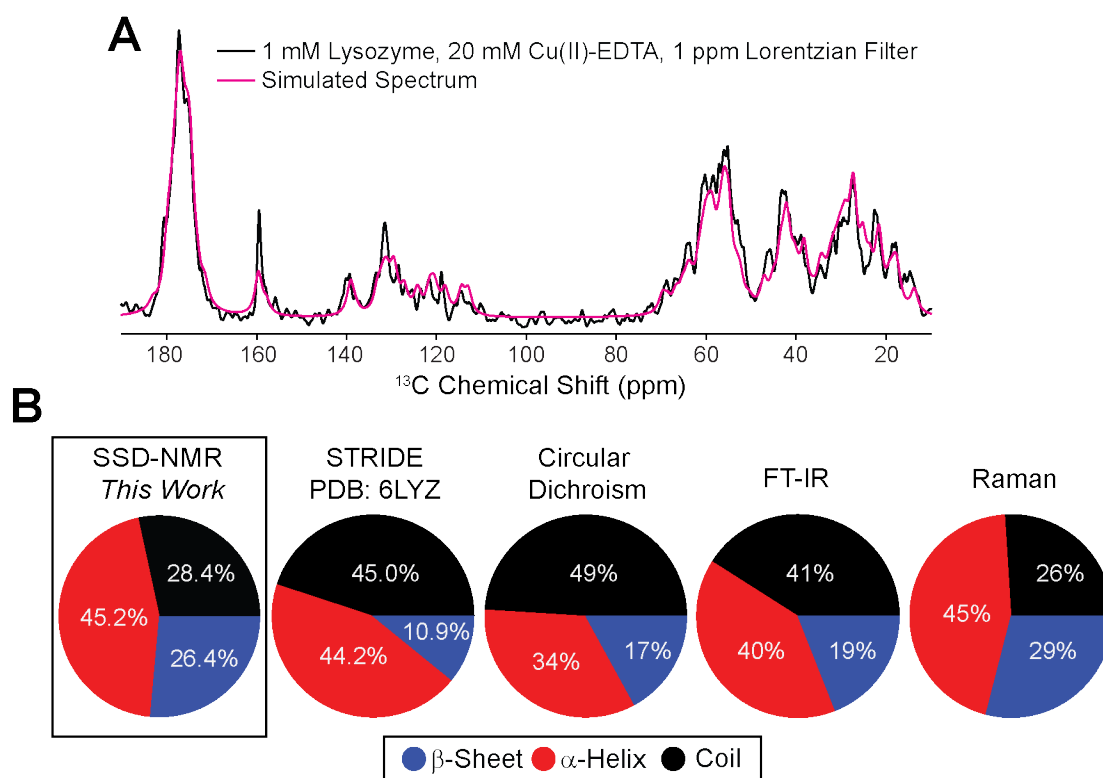 A
1 mM Lysozyme, 20 mM Cu(II)-EDTA, 1 ppm Lorentzian Filter
Simulated Spectrum
180 160 140 120 100 80 60 40 20
¹³C Chemical Shift (ppm)
B
SSD-NMR
This Work
28.4%
45.2%
26.4%
STRIDE
PDB: 6LYZ
45.0%
10.9%
44.2%
Circular
Dichroism
49%
17%
34%
FT-IR
41%
40%
19%
Raman
26%
45%
29%
β-Sheet α-Helix Coil